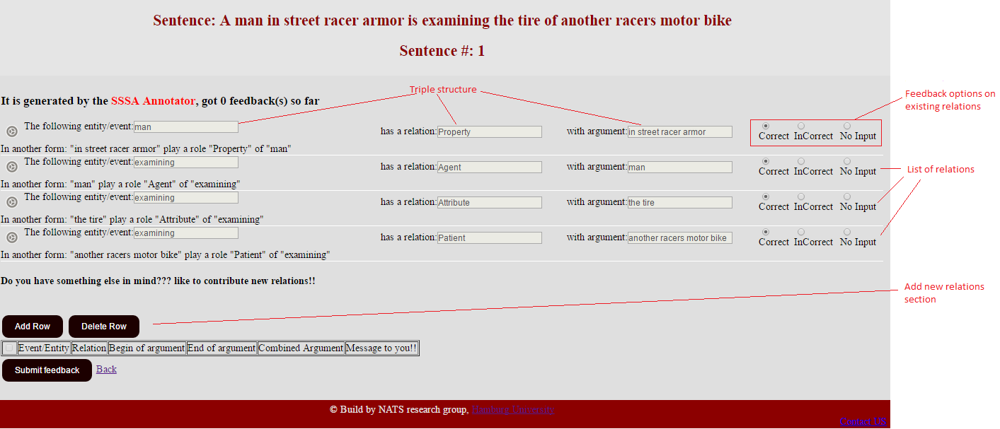 Sentence: A man in street racer armor is examining the tire of another racers motor bike
Sentence #: 1
Triple structure
Feedback options on
existing relations
It is generated by the SSSA Annotator, got 0 feedback(s) so far
The following entity/event: man has a relation: Property with argument: in street racer armor Correct InCorrect No Input
In another form: "in street racer armor" play a role "Property" of "man"
The following entity/event: examining has a relation: Agent with argument: man Correct InCorrect No Input
List of relations
In another form: "man" play a role "Agent" of "examining"
The following entity/event: examining has a relation: Attribute with argument: the tire Correct InCorrect No Input
In another form: "the tire" play a role "Attribute" of "examining"
The following entity/event: examining has a relation: Patient with argument: another racers motor bike Correct InCorrect No Input
In another form: "another racers motor bike" play a role "Patient" of "examining"
Do you have something else in mind??? like to contribute new relations!!
Add new relations
section
Add Row Delete Row
Event/Entity Relation Begin of argument End of argument Combined Argument Message to you!!
Submit feedback Back
© Build by NATS research group, Hamburg University
Contact US